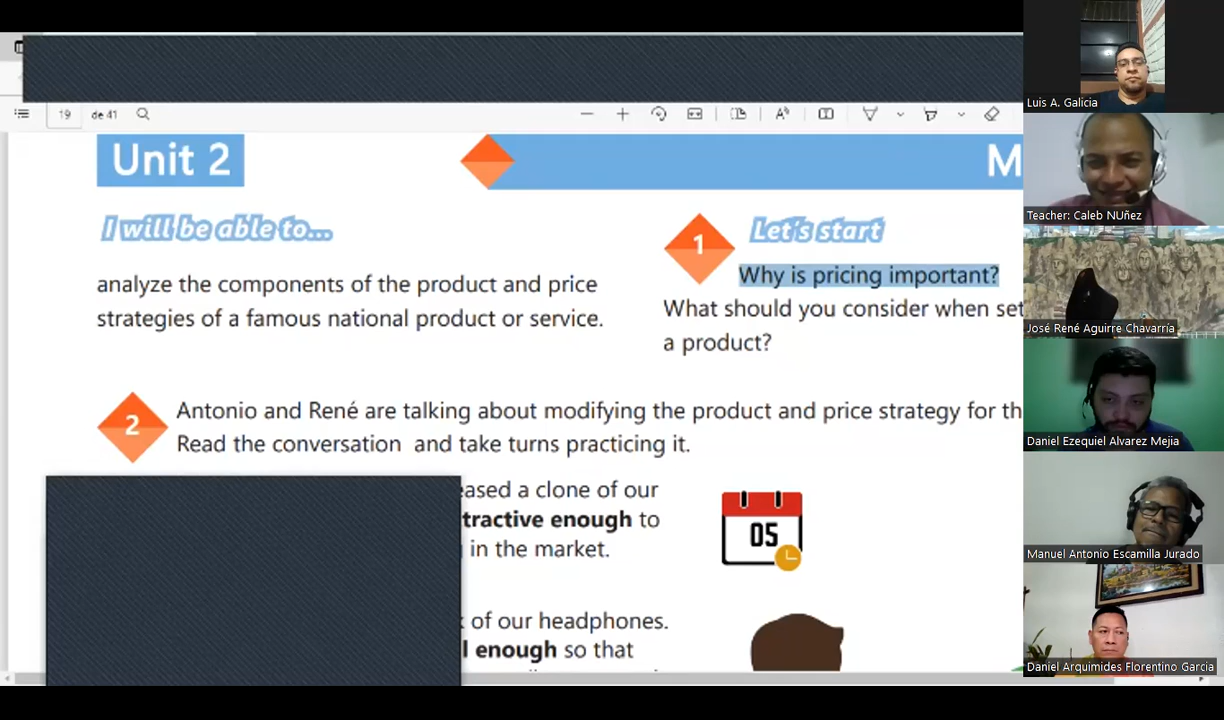 19 de 41
Unit 2
M
I will be able to...
analyze the components of the product and price
strategies of a famous national product or service.
1
Let's start
Why is pricing important?
What should you consider when set
a product?
2
Antonio and René are talking about modifying the product and price strategy for th
Read the conversation and take turns practicing it.
eased a clone of our
tractive enough to
in the market.
05
of our headphones.
l enough so that
Luis A. Galicia
Teacher: Caleb NUñez
José René Aguirre Chavarría
Daniel Ezequiel Alvarez Mejia
Manuel Antonio Escamilla Jurado
Daniel Arquimides Florentino Garcia